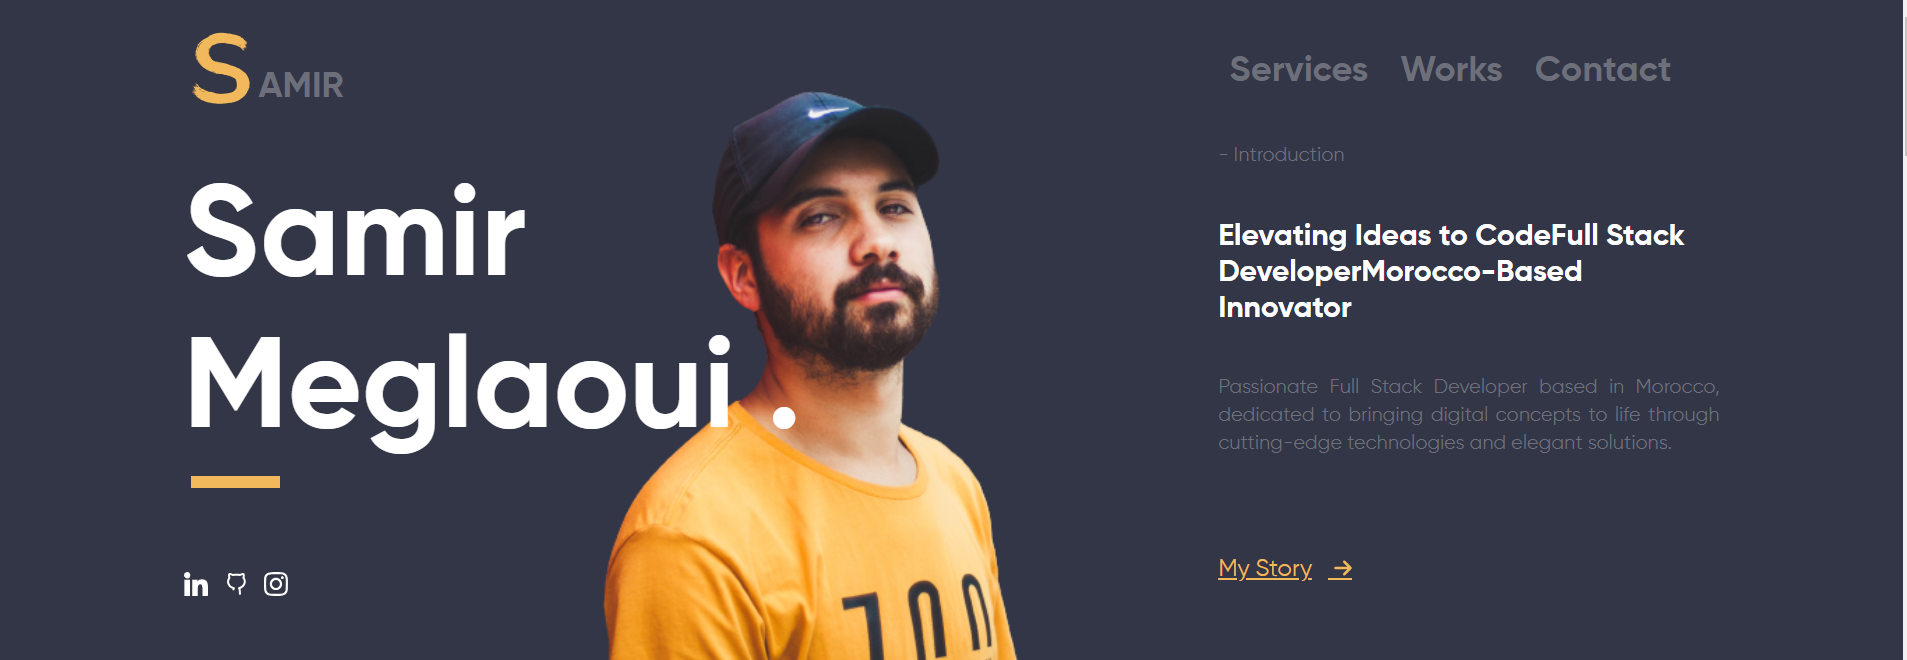 SAMIR
Services Works Contact
- Introduction
Samir
Meglaoui .
Elevating Ideas to CodeFull Stack
DeveloperMorocco-Based
Innovator
Passionate Full Stack Developer based in Morocco,
dedicated to bringing digital concepts to life through
cutting-edge technologies and elegant solutions.
My Story →
in
100